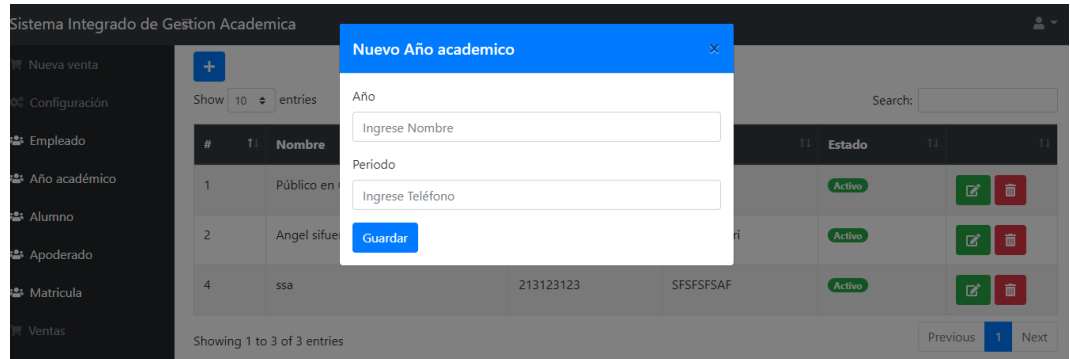 Sistema Integrado de Gestion Academica
Nueva venta
Configuración
Empleado
Año académico
Alumno
Apoderado
Matricula
Ventas
Nuevo Año academico ×
Año
Ingrese Nombre
Periodo
Ingrese Teléfono
Guardar
+
Show 10 entries Search:
# Nombre Estado
1 Público en Activo
2 Angel Activo
4 ssa 213123123 SFSFSFSAF Activo
Showing 1 to 3 of 3 entries
Previous 1 Next